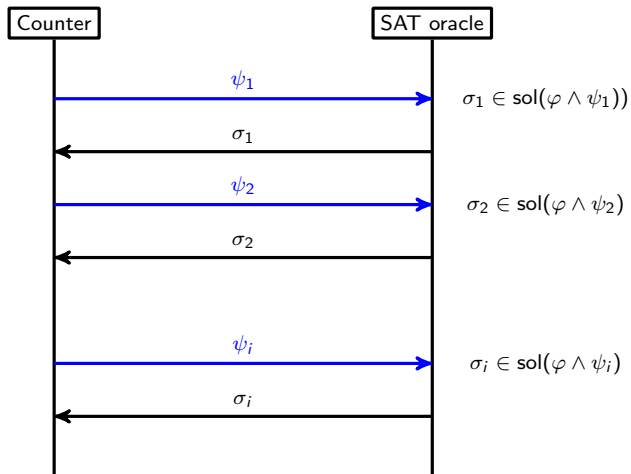 Counter SAT oracle
ψ₁ σ₁ ∈ sol(φ ∧ ψ₁))
σ₁
ψ₂ σ₂ ∈ sol(φ ∧ ψ₂)
σ₂
ψᵢ σᵢ ∈ sol(φ ∧ ψᵢ)
σᵢ